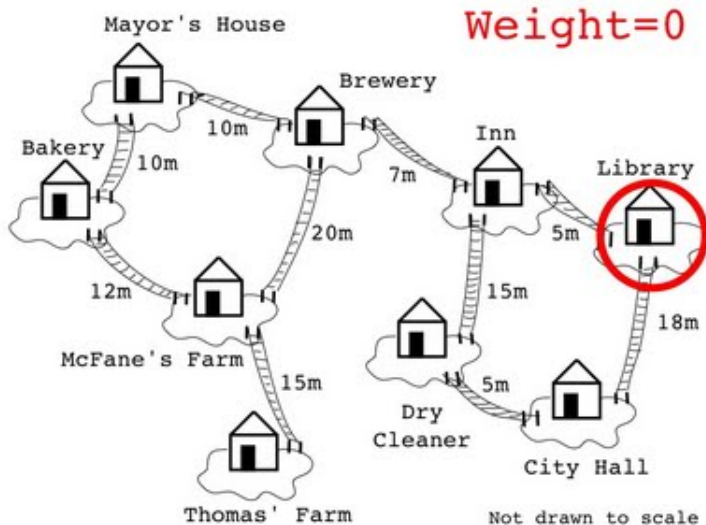 Mayor's House
Weight=0
Brewery
10m
Inn
Bakery
10m
7m
Library
20m
5m
12m
15m
18m
McFane's Farm
15m
5m
Dry
Cleaner
City Hall
Thomas' Farm
Not drawn to scale